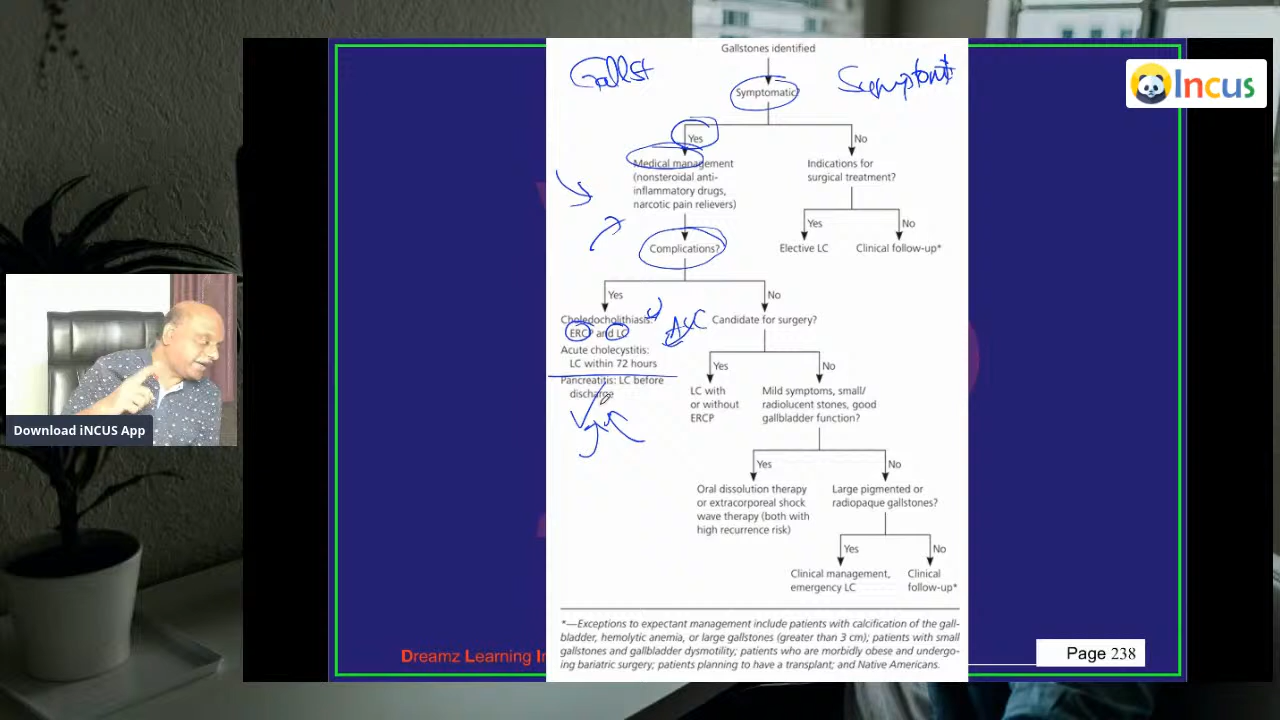 Gallstones identified
Gallst
Symptomatic
Incus
Yes
No
Medical management
(nonsteroidal anti-
inflammatory drugs,
narcotic pain relievers)
Indications for
surgical treatment?
Yes
No
Complications?
Elective LC
Clinical follow-up*
Yes
No
Choledocholithiasis:
ERCP and LC
Acute cholecystitis:
LC within 72 hours
Pancreatitis: LC before
discharge
Candidate for surgery?
Yes
No
LC with
or without
ERCP
Mild symptoms, small/
radiolucent stones, good
gallbladder function?
Yes
No
Oral dissolution therapy
or extracorporeal shock
wave therapy (both with
high recurrence risk)
Large pigmented or
radiopaque gallstones?
Yes
No
Clinical management,
emergency LC
Clinical
follow-up*
*—Exceptions to expectant management include patients with calcification of the gall-
bladder, hemolytic anemia, or large gallstones (greater than 3 cm); patients with small
gallstones and gallbladder dysmotility; patients who are morbidly obese and undergo-
ing bariatric surgery; patients planning to have a transplant; and Native Americans.
Download iNCUS App
Dreamz Learning In
Page 238